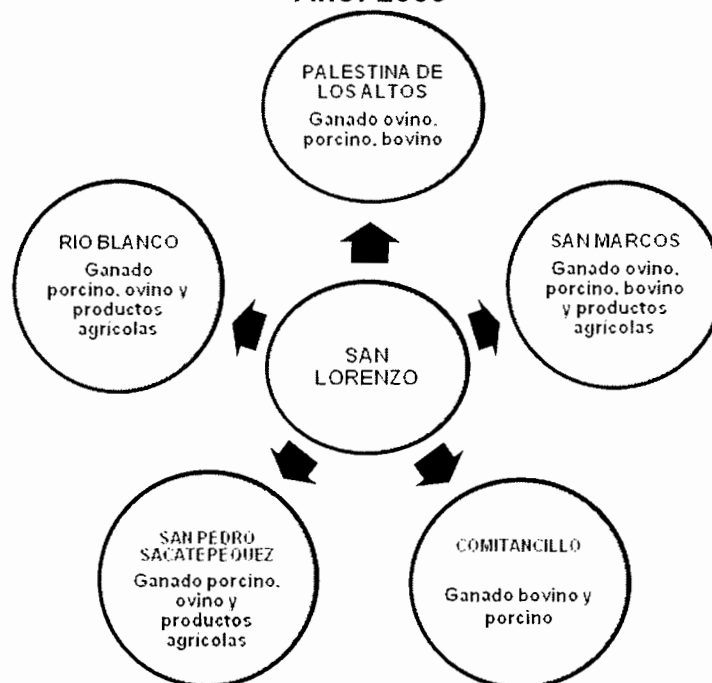 PALESTINA DE
LOS ALTOS
Ganado ovino,
porcino, bovino
RIO BLANCO
Ganado
porcino, ovino y
productos
agrícolas
SAN MARCOS
Ganado ovino,
porcino, bovino
y productos
agrícolas
SAN
LORENZO
SAN PEDRO
SACATEPEQUEZ
Ganado porcino,
ovino y
productos
agrícolas
COMITANCILLO
Ganado bovino y
porcino